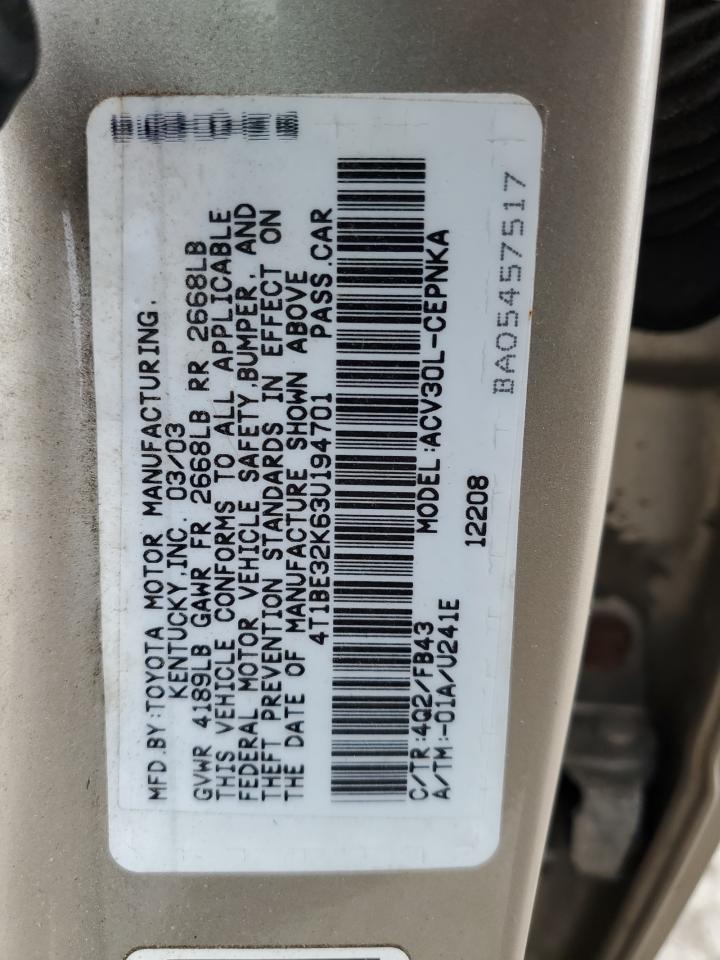 MFD.BY:TOYOTA MOTOR MANUFACTURING,
KENTUCKY,INC. 03/03
GVWR 4189LB GAWR FR 2668LB RR 2668LB
THIS VEHICLE CONFORMS TO ALL APPLICABLE
FEDERAL MOTOR VEHICLE SAFETY,BUMPER, AND
THEFT PREVENTION STANDARDS IN EFFECT ON
THE DATE OF MANUFACTURE SHOWN ABOVE
4T1BE32K63U194701 PASS.CAR
C/TR:4Q2/FB43 MODEL:ACV30L-CEPNKA
A/TM:-01A/U241E
12208
BA05457517